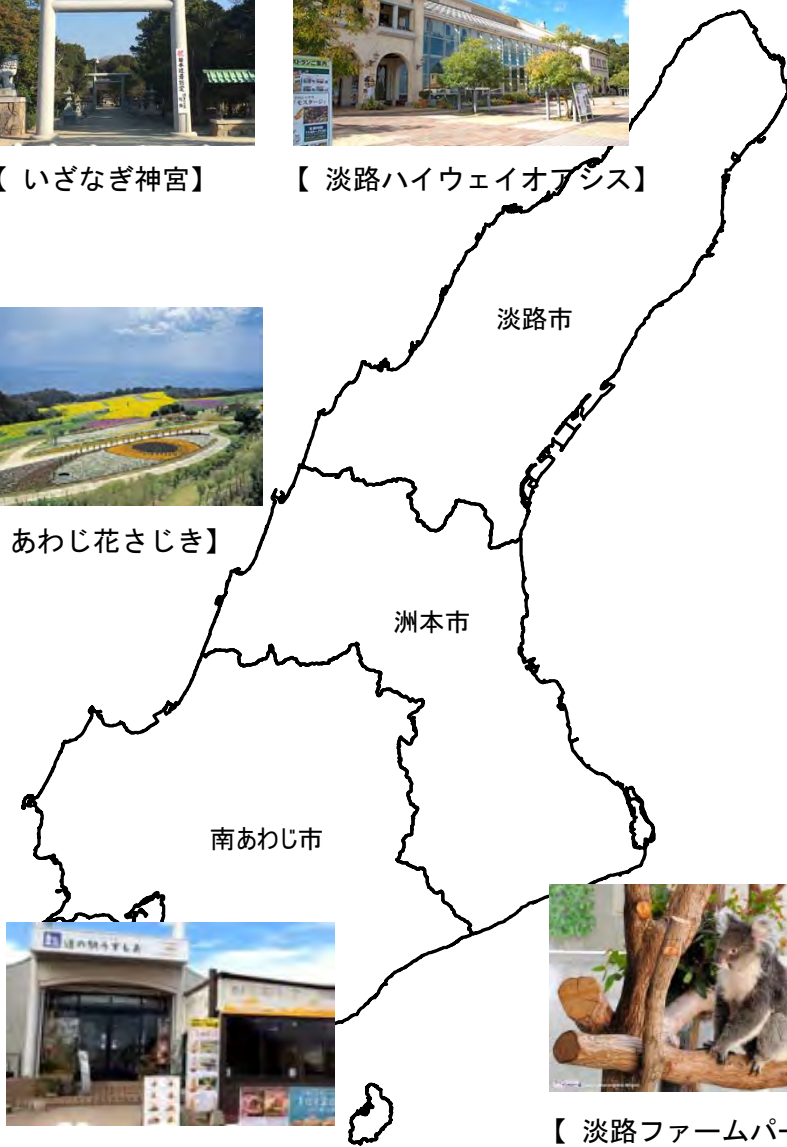 【 いざなぎ神宮】
【 淡路ハイウェイオアシス】
淡路市
あわじ花さじき】
洲本市
南あわじ市
道の駅うずしお
【 淡路ファームパー